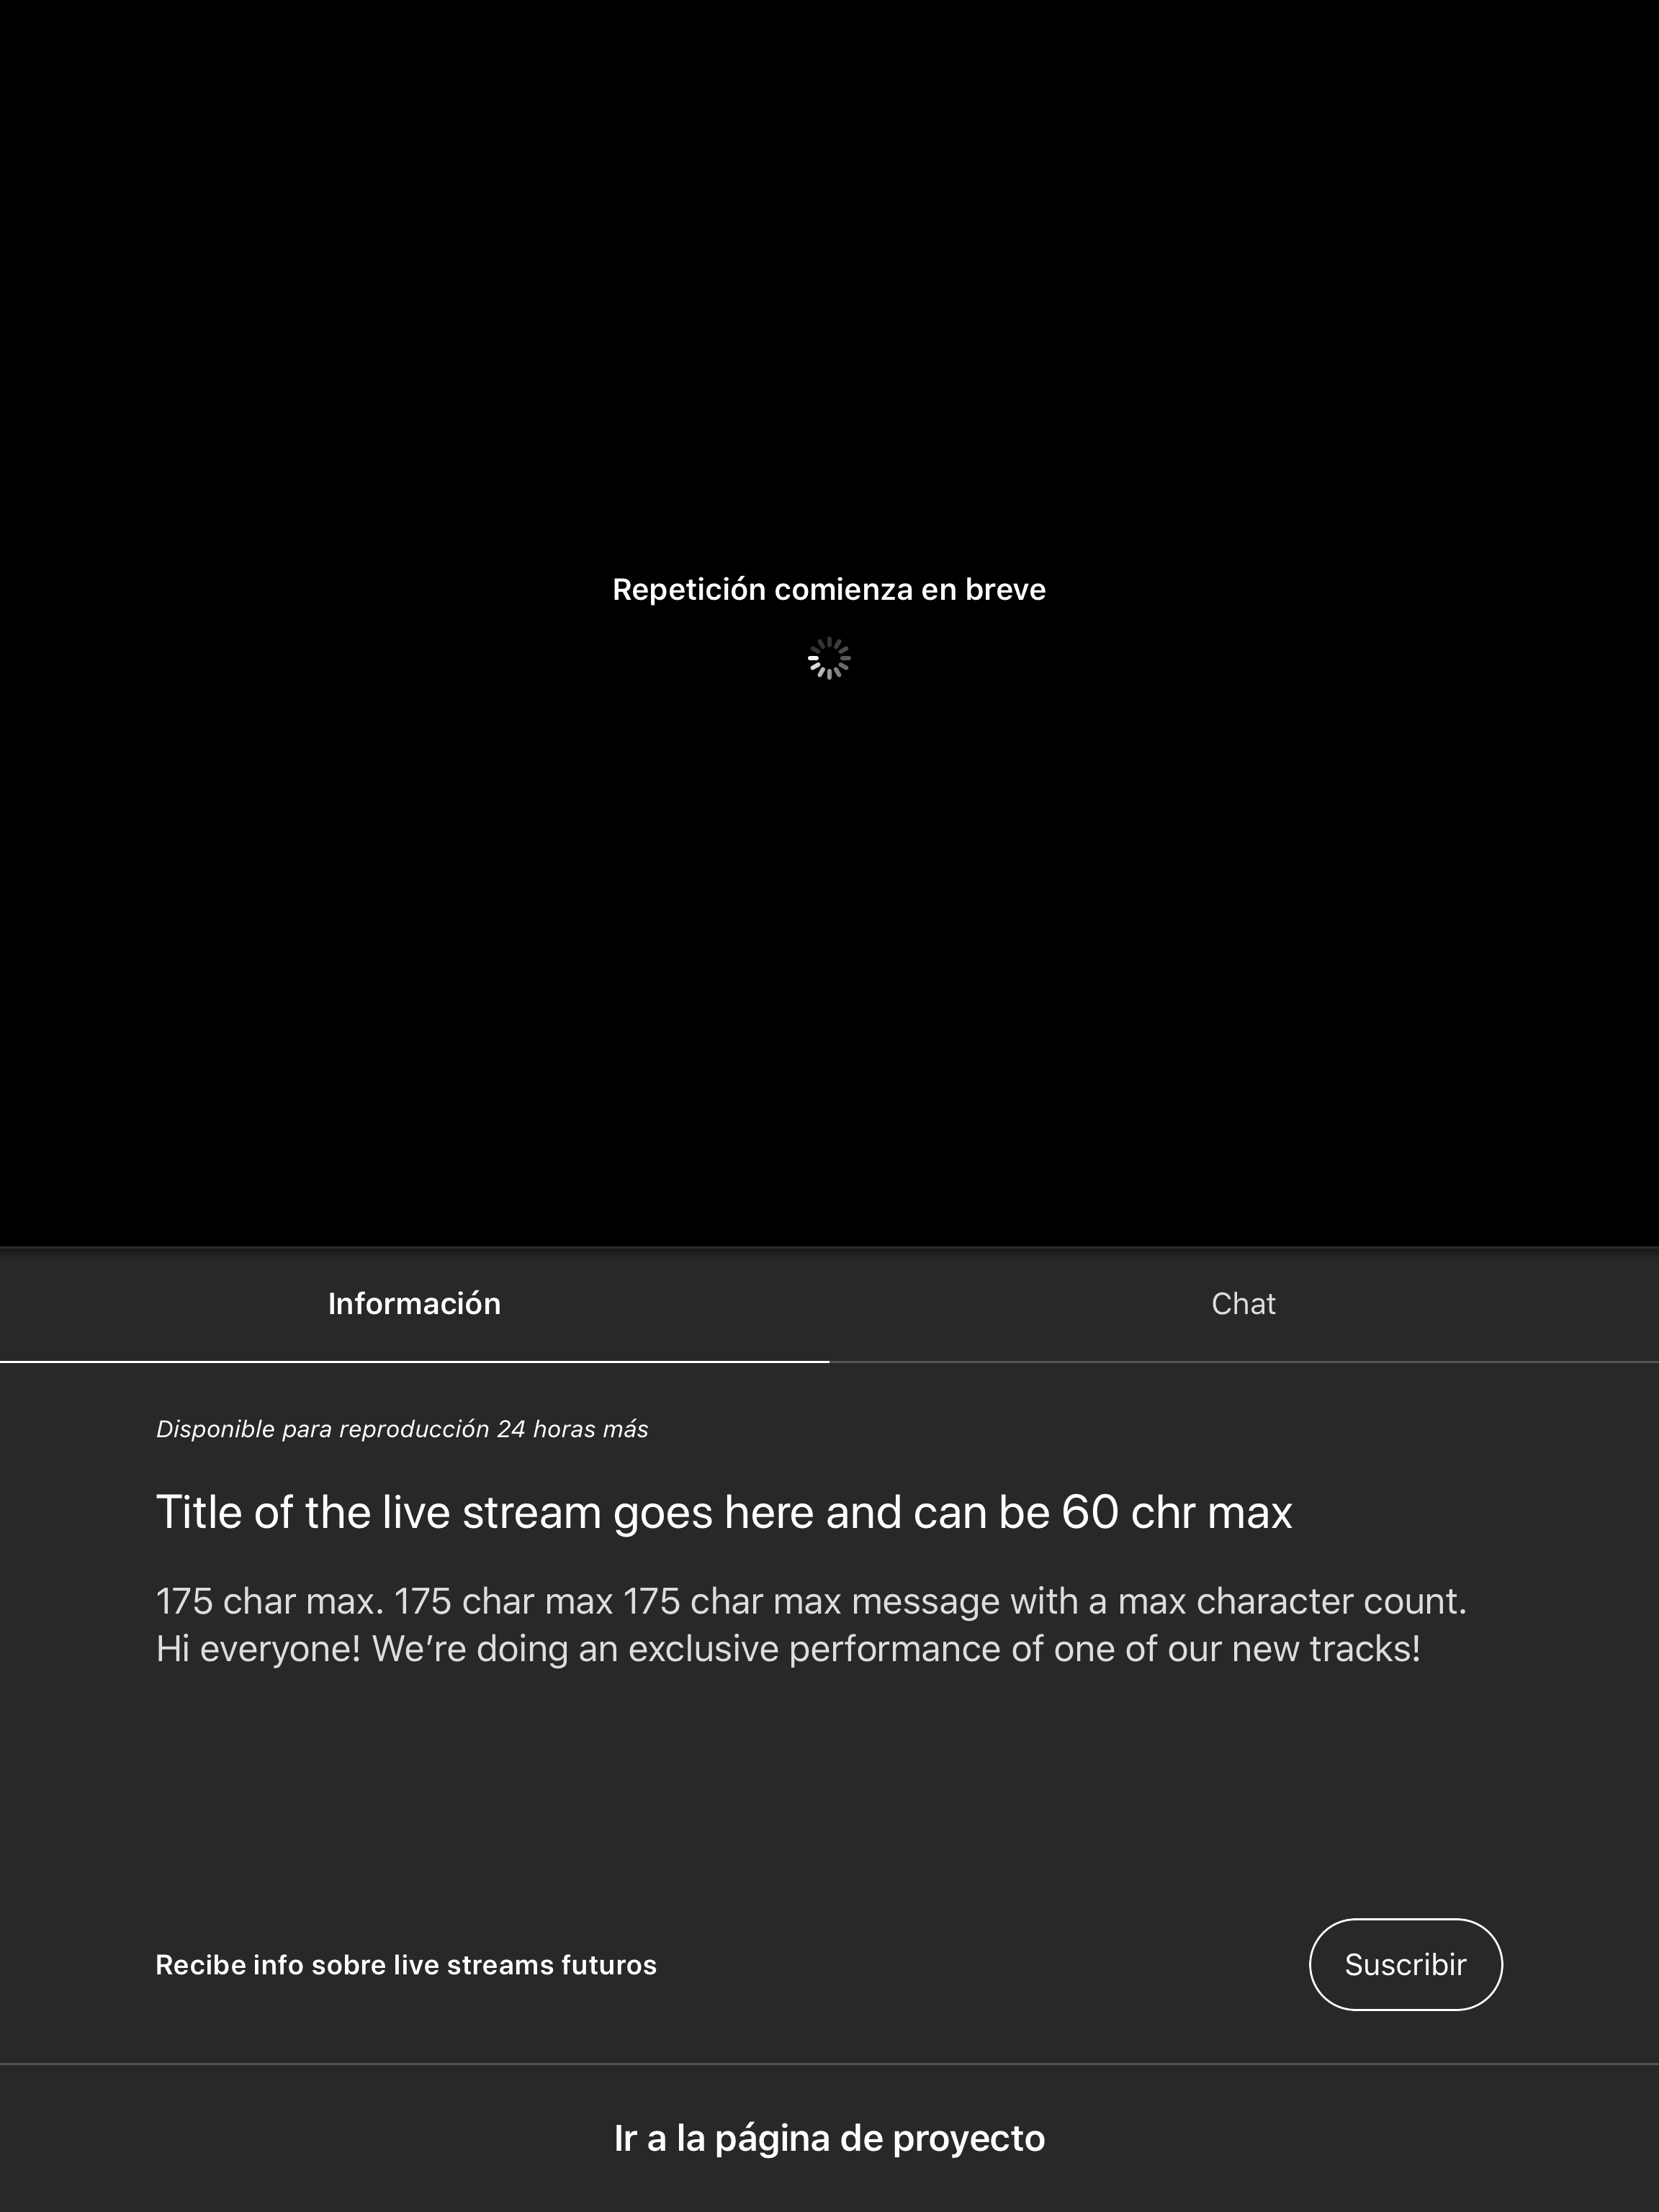 Repetición comienza en breve
Información
Chat
Disponible para reproducción 24 horas más
Title of the live stream goes here and can be 60 chr max
175 char max. 175 char max 175 char max message with a max character count.
Hi everyone! We’re doing an exclusive performance of one of our new tracks!
Recibe info sobre live streams futuros
Suscribir
Ir a la página de proyecto